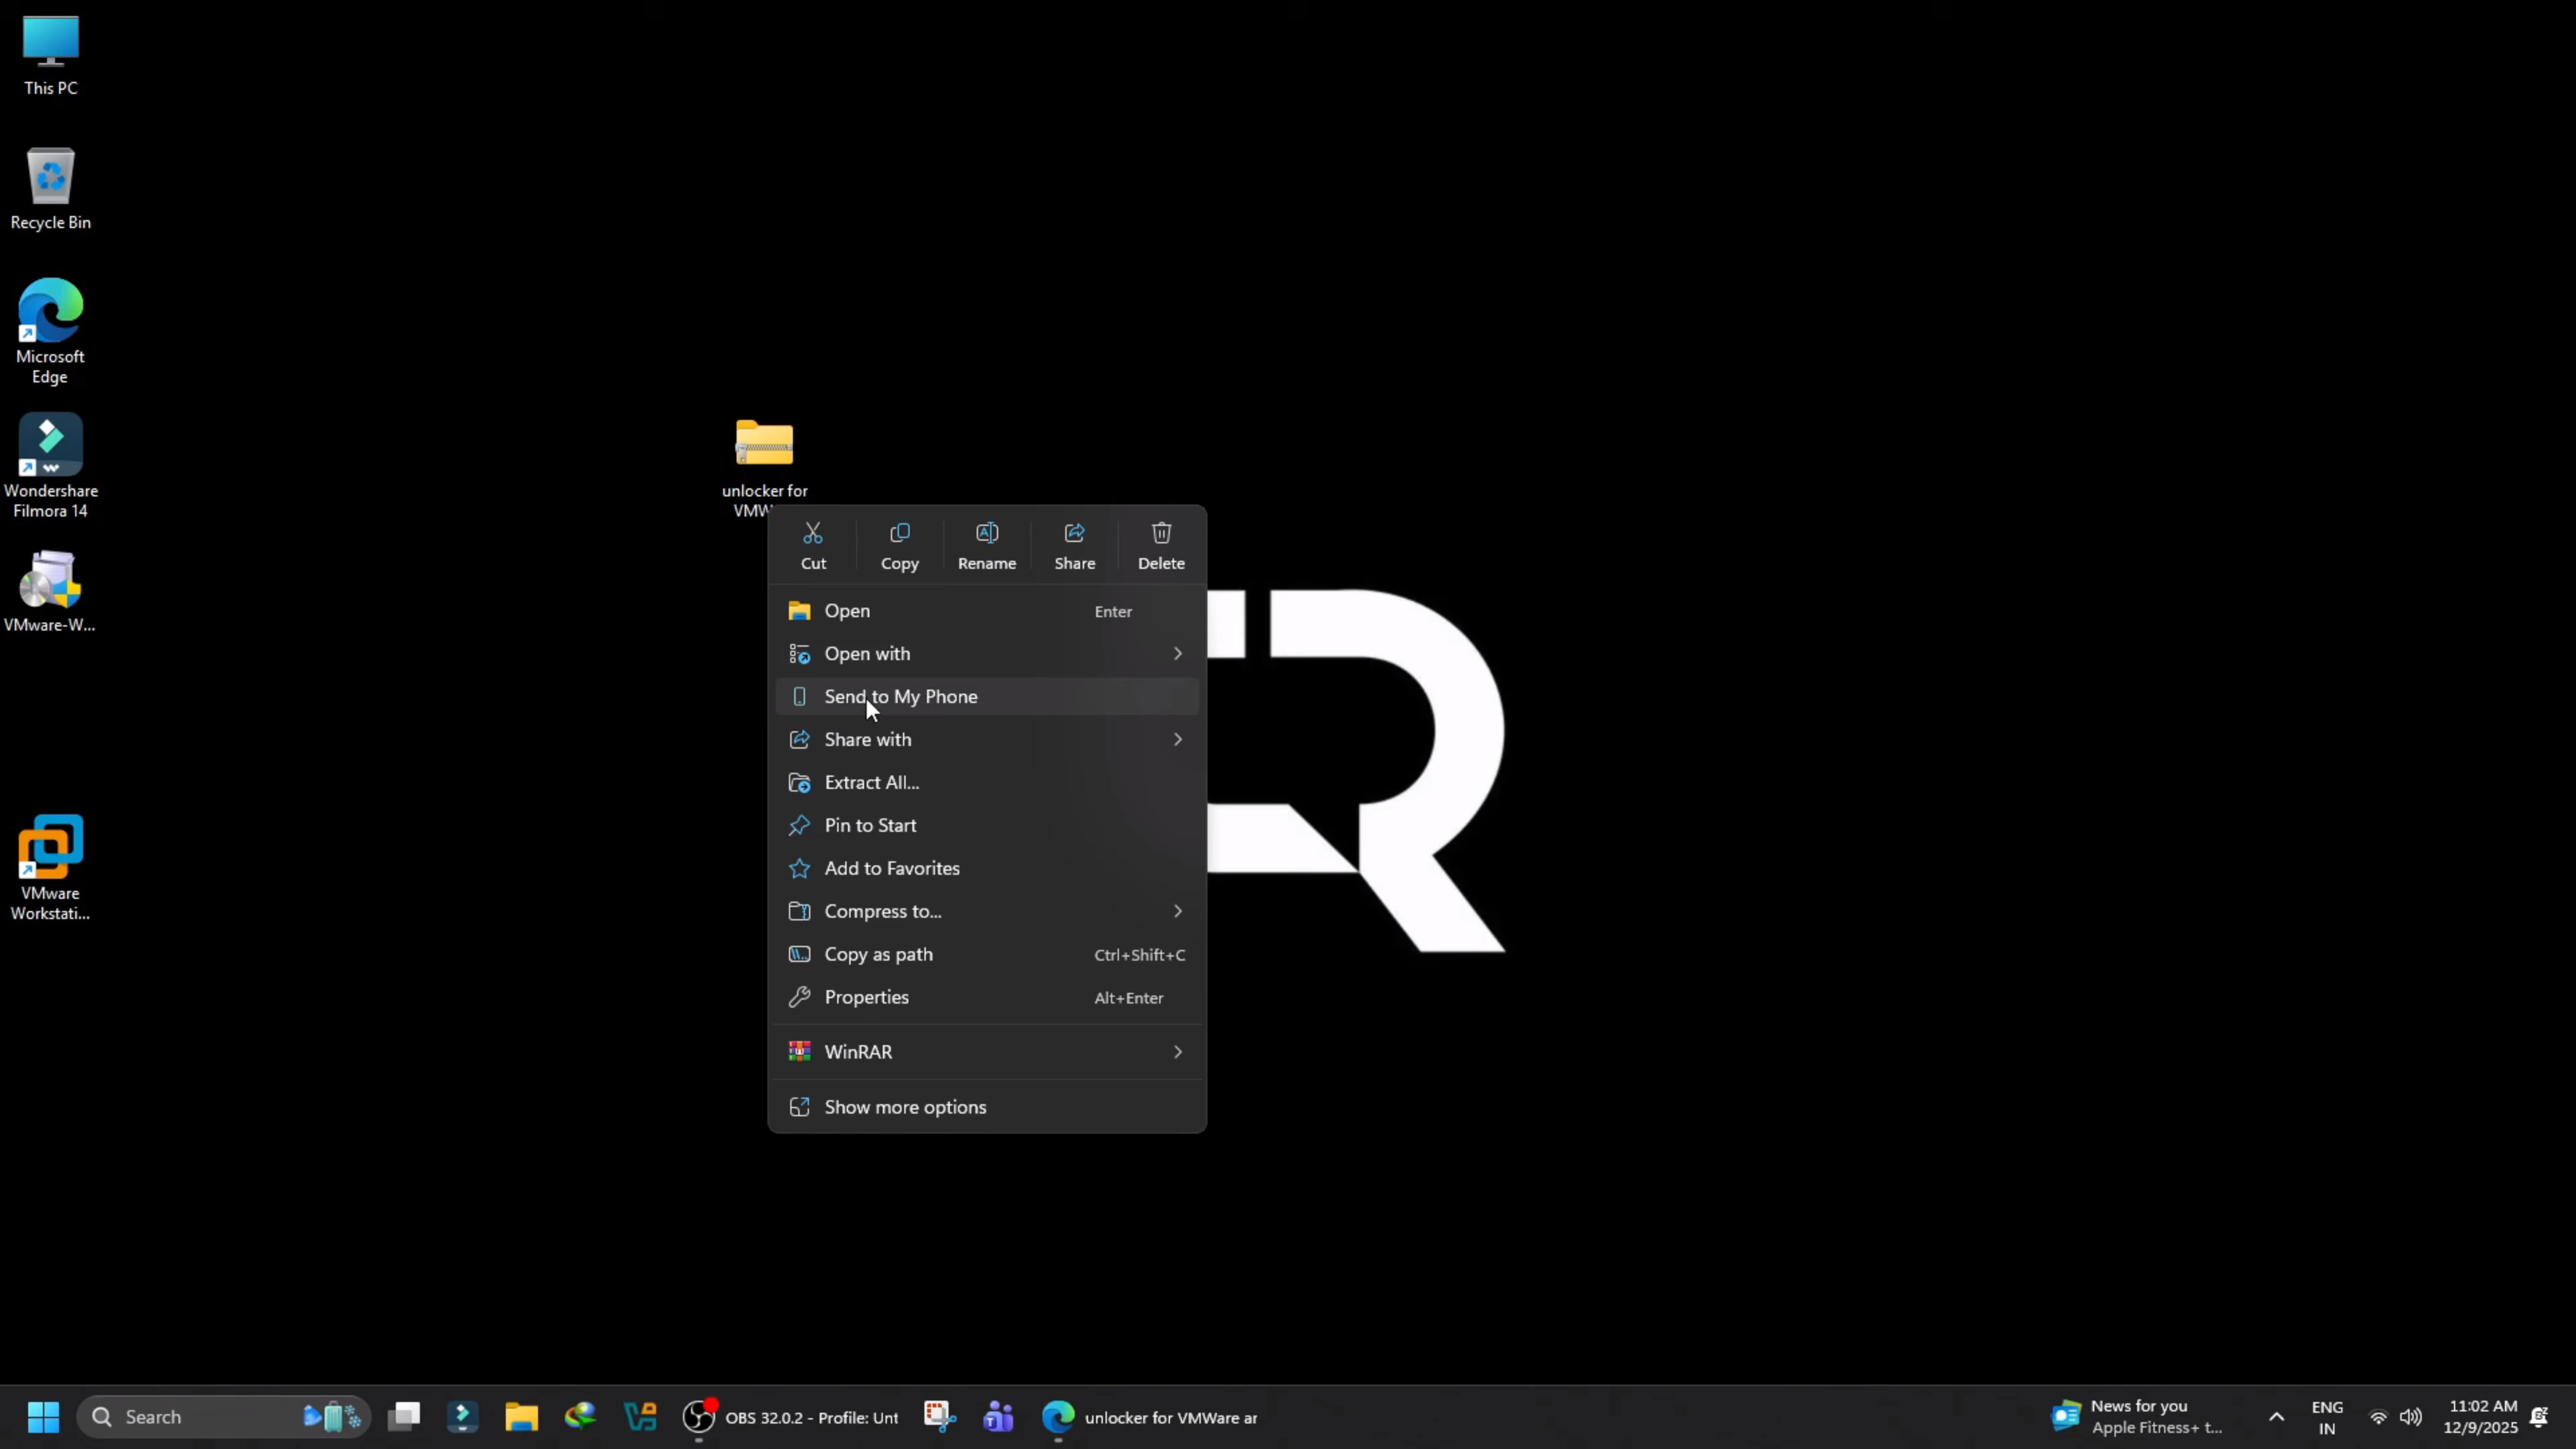 This PC
Recycle Bin
Microsoft
Edge
Wondershare
Filmora 14
VMware-W...
VMware
Workstati...
unlocker for
VMW
Cut
Copy
Rename
Share
Delete
Open Enter
Open with
Send to My Phone
Share with
Extract All...
Pin to Start
Add to Favorites
Compress to...
Copy as path Ctrl+Shift+C
Properties Alt+Enter
WinRAR
Show more options
R
Search
OBS 32.0.2 - Profile: Unt
unlocker for VMWare ar
News for you
Apple Fitness+ t...
ENG
IN
11:02 AM
12/9/2025